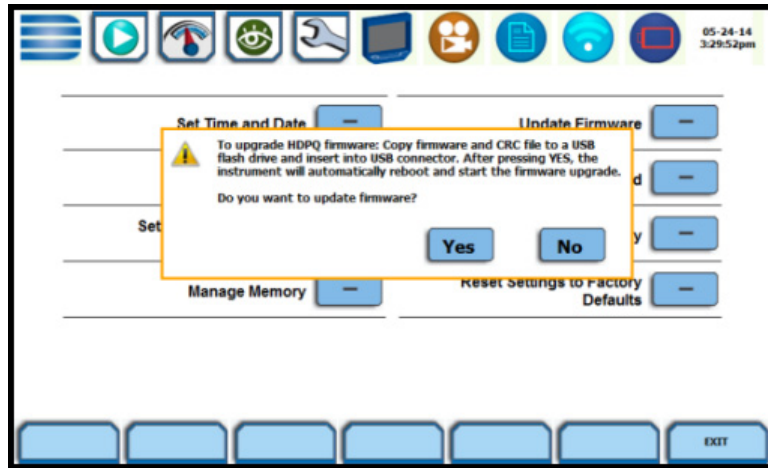 05-24-14
3:29:52pm
Set Time and Date
Update Firmware
To upgrade HDPQ firmware: Copy firmware and CRC file to a USB
flash drive and insert into USB connector. After pressing YES, the
instrument will automatically reboot and start the firmware upgrade.
d
Do you want to update firmware?
Set
y
Yes
No
Manage Memory
Reset Settings to Factory
Defaults
EXIT